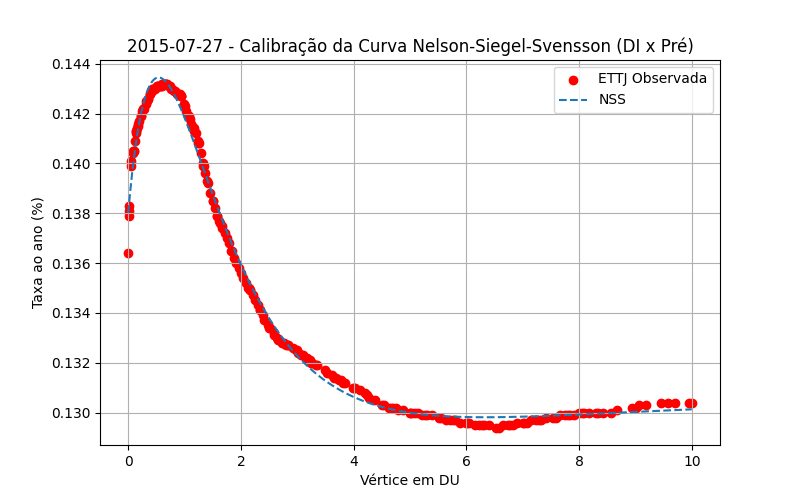 2015-07-27 - Calibração da Curva Nelson-Siegel-Svensson (DI x Pré)
ETTJ Observada
NSS
Taxa ao ano (%)
0.144
0.142
0.140
0.138
0.136
0.134
0.132
0.130
0 2 4 6 8 10
Vértice em DU